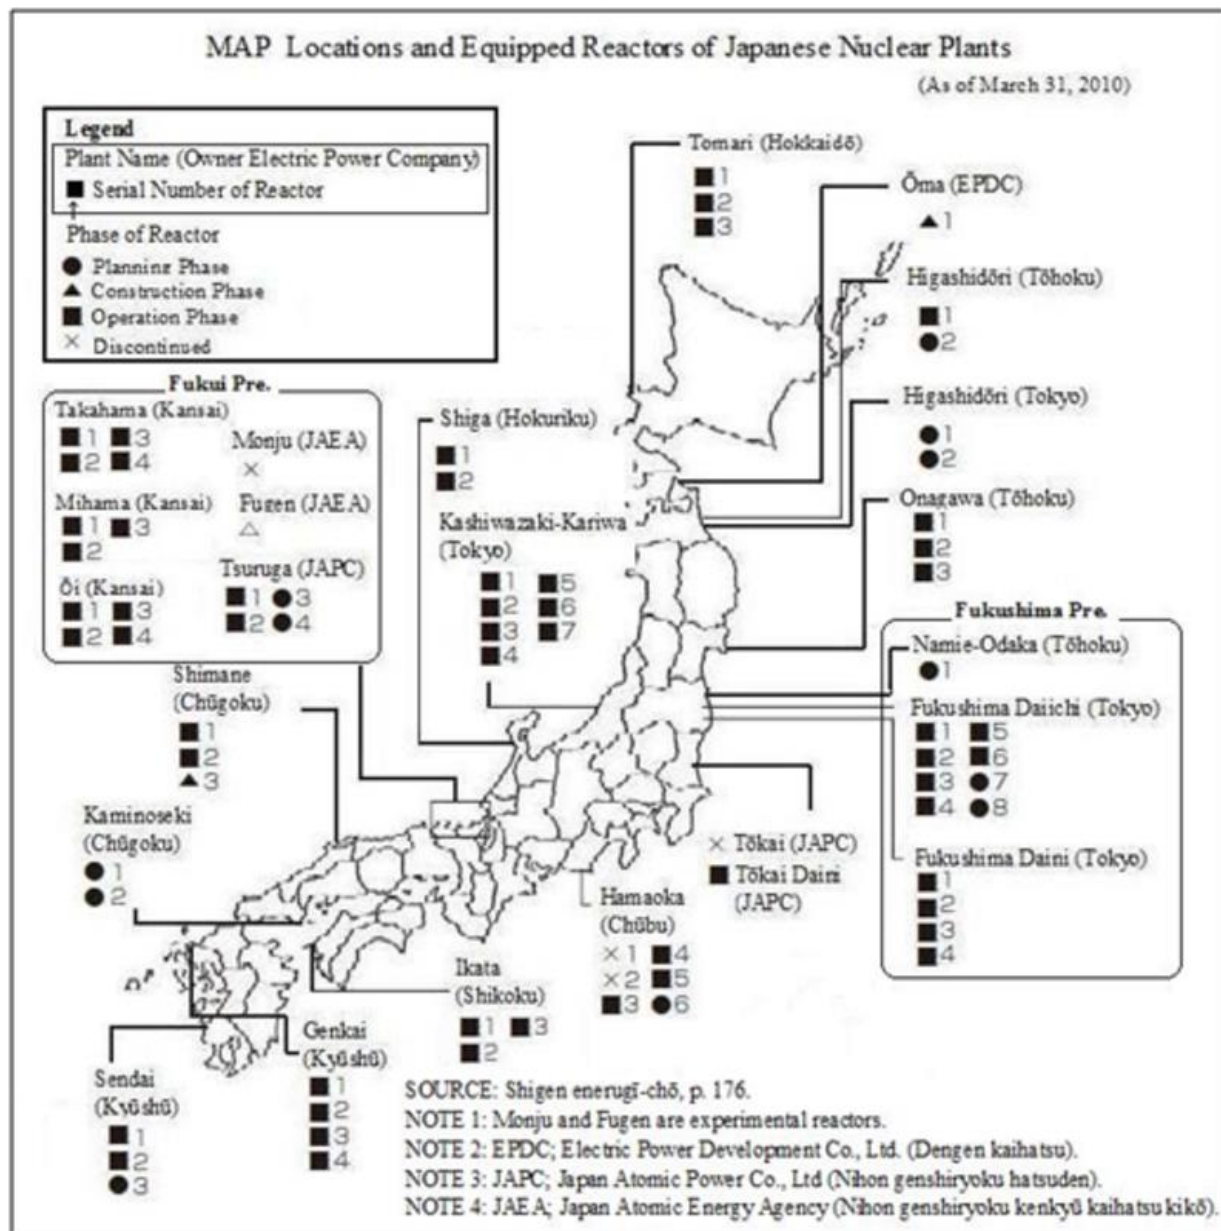 MAP Locations and Equipped Reactors of Japanese Nuclear Plants
(As of March 31, 2010)
Legend
Plant Name (Owner Electric Power Company)
■ Serial Number of Reactor
↑
Phase of Reactor
● Planning Phase
▲ Construction Phase
■ Operation Phase
× Discontinued
Tomari (Hokkaidō)
■ 1
■ 2
■ 3
Ōma (EPDC)
▲ 1
Higashidōri (Tōhoku)
■ 1
● 2
Higashidōri (Tokyo)
● 1
● 2
Onagawa (Tōhoku)
■ 1
■ 2
■ 3
Fukui Pre.
Takahama (Kansai)
■ 1 ■ 3
■ 2 ■ 4
Monju (JAEA)
×
Mihama (Kansai)
■ 1 ■ 3
■ 2
Fugen (JAEA)
△
Ôi (Kansai)
■ 1 ■ 3
■ 2 ■ 4
Tsuruga (JAPC)
■ 1 ● 3
■ 2 ● 4
Shiga (Hokuriku)
■ 1
■ 2
Kashiwazaki-Kariwa
(Tokyo)
■ 1 ■ 5
■ 2 ■ 6
■ 3 ■ 7
■ 4
Fukushima Pre.
Namie-Odaka (Tōhoku)
● 1
Fukushima Daiichi (Tokyo)
■ 1 ■ 5
■ 2 ■ 6
■ 3 ● 7
■ 4 ● 8
Fukushima Daini (Tokyo)
■ 1
■ 2
■ 3
■ 4
Shimane
(Chūgoku)
■ 1
■ 2
▲ 3
Kaminoseki
(Chūgoku)
● 1
● 2
× Tōkai (JAPC)
■ Tōkai Daini
(JAPC)
Hamaoka
(Chūbu)
× 1 ■ 4
× 2 ■ 5
■ 3 ● 6
Ikata
(Shikoku)
■ 1 ■ 3
■ 2
Genkai
(Kyūshū)
■ 1
■ 2
■ 3
■ 4
Sendai
(Kyūshū)
■ 1
■ 2
● 3
SOURCE: Shigen enerugī-chō, p. 176.
NOTE 1: Monju and Fugen are experimental reactors.
NOTE 2: EPDC; Electric Power Development Co., Ltd. (Dengen kaihatsu).
NOTE 3: JAPC; Japan Atomic Power Co., Ltd (Nihon genshiryoku hatsuden).
NOTE 4: JAEA; Japan Atomic Energy Agency (Nihon genshiryoku kenkyū kaihatsu kikō).